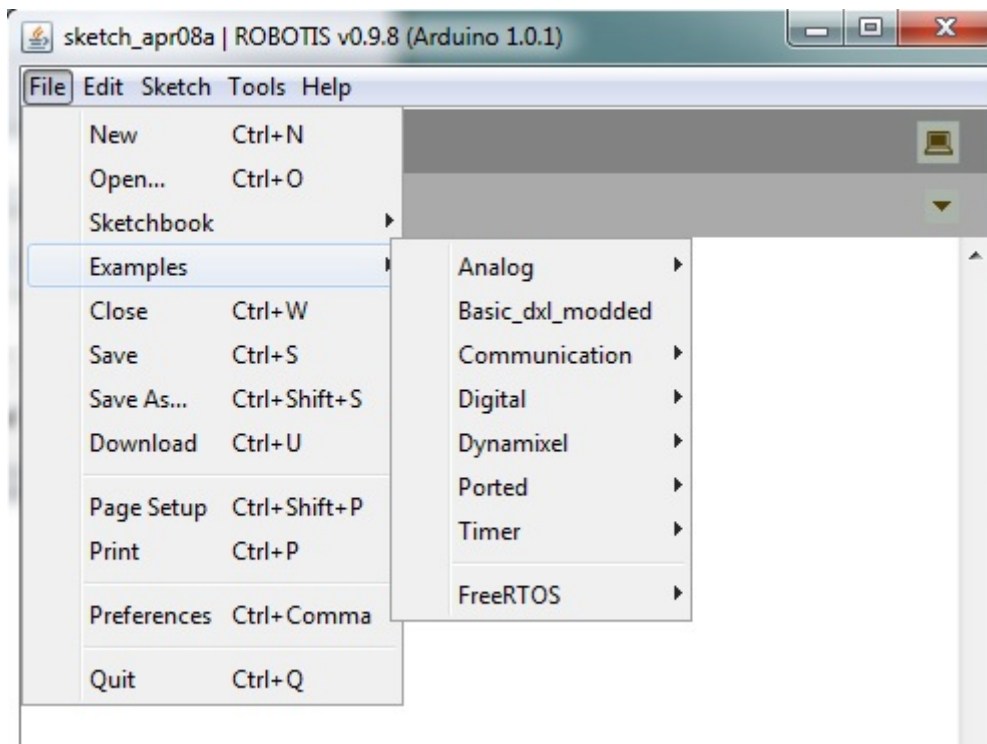 sketch_apr08a | ROBOTIS v0.9.8 (Arduino 1.0.1)
File Edit Sketch Tools Help
New Ctrl+N
Open... Ctrl+O
Sketchbook
Examples
Close Ctrl+W
Save Ctrl+S
Save As... Ctrl+Shift+S
Download Ctrl+U
Page Setup Ctrl+Shift+P
Print Ctrl+P
Preferences Ctrl+Comma
Quit Ctrl+Q
Analog
Basic_dxl_modded
Communication
Digital
Dynamixel
Ported
Timer
FreeRTOS